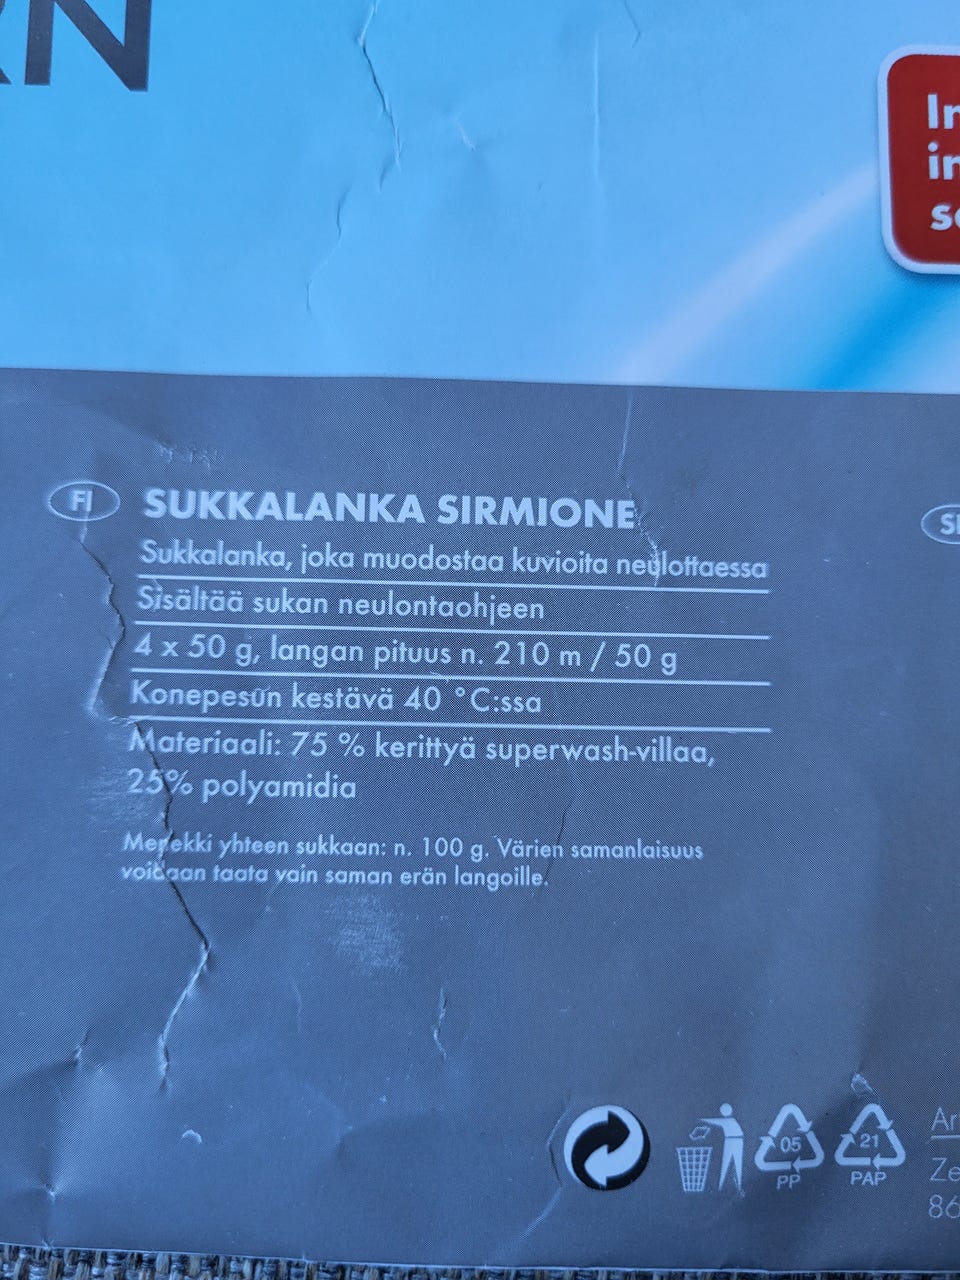 FI
SUKKALANKA SIRMIONE
Sukkalanka, joka muodostaa kuvioita neulottaessa
Sisältää sukan neulontaohjeen
4 x 50 g, langan pituus n. 210 m / 50 g
Konepesun kestävä 40 °C:ssa
Materiaali: 75 % kerittyä superwash-villaa,
25% polyamidia
Menekki yhteen sukkaan: n. 100 g. Värien samanlaisuus
voidaan taata vain saman erän langoille.
05
PP
21
PAP